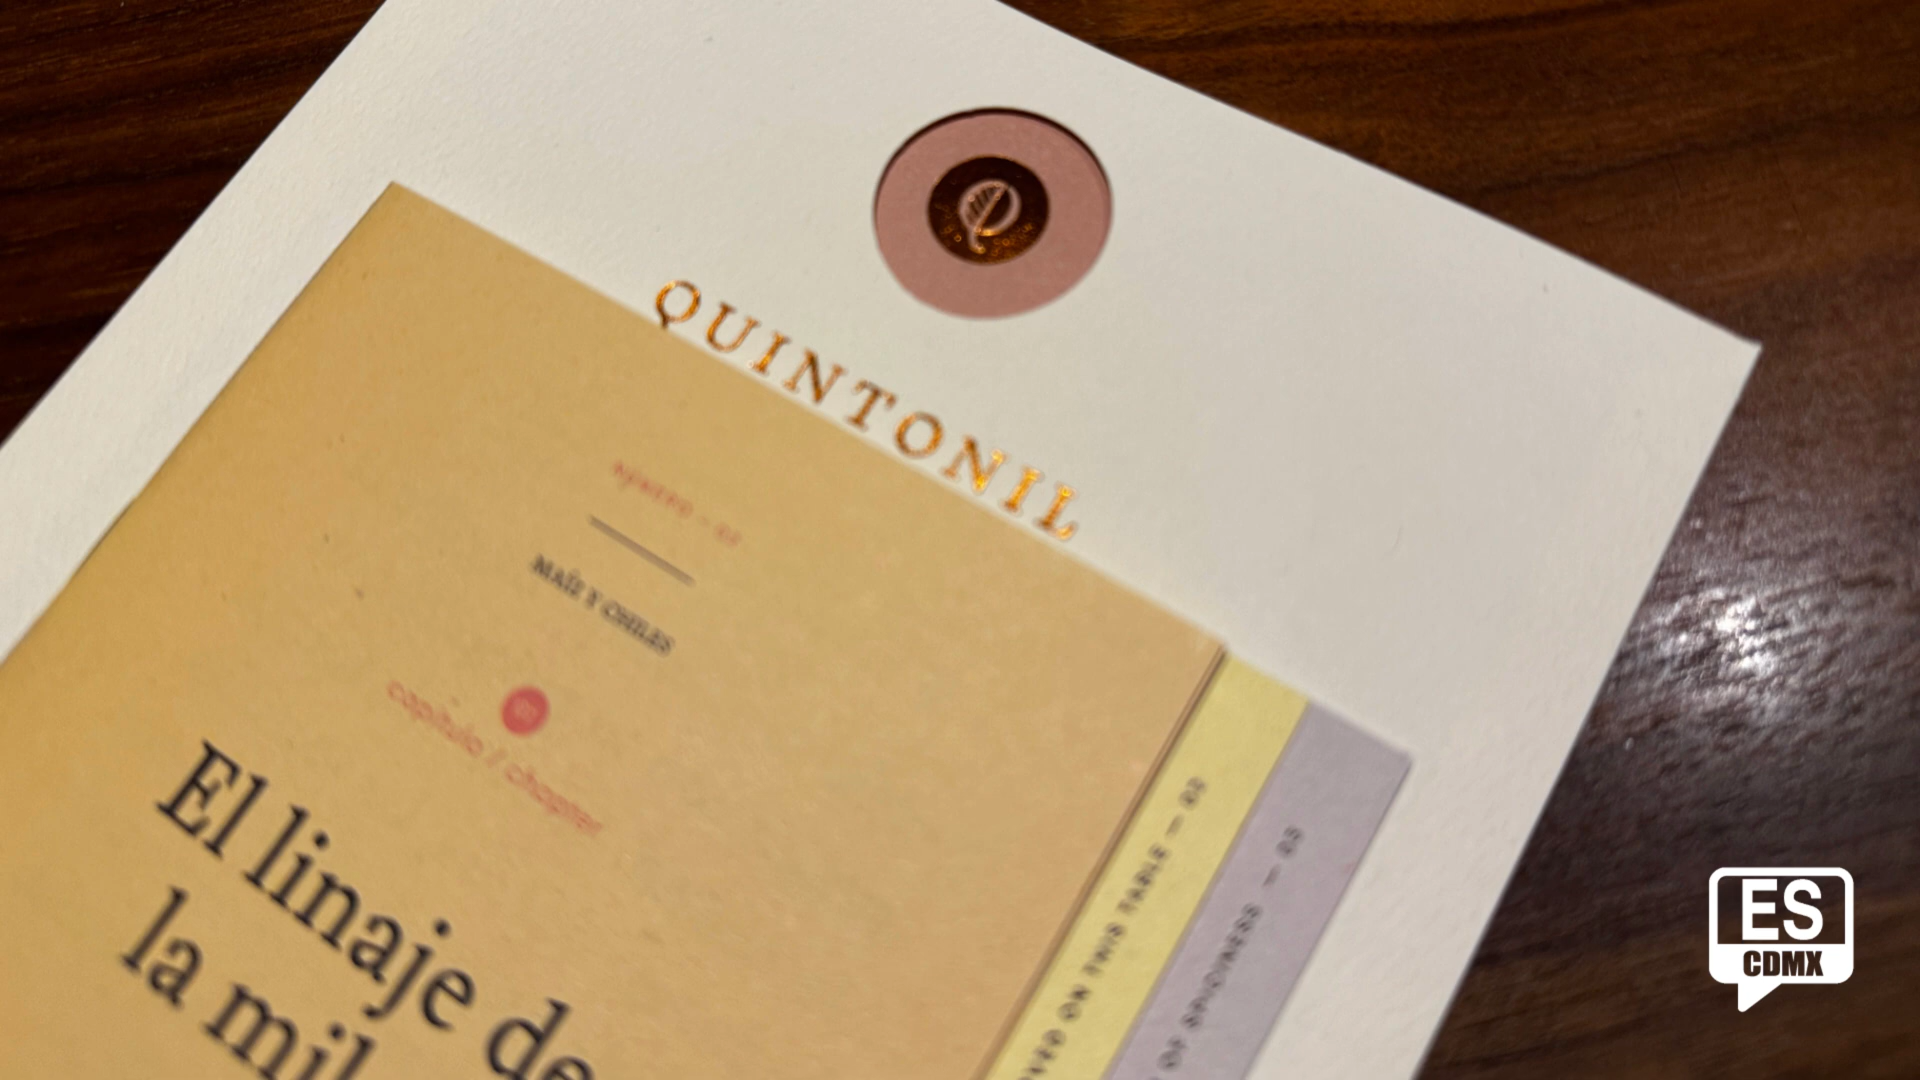 QUINTONIL
MAÍZ Y CHILES
capítulo / chapter
El linaje de
la mil
ON THIS TABLE — 02
OF SPICINESS — 03
ES
CDMX